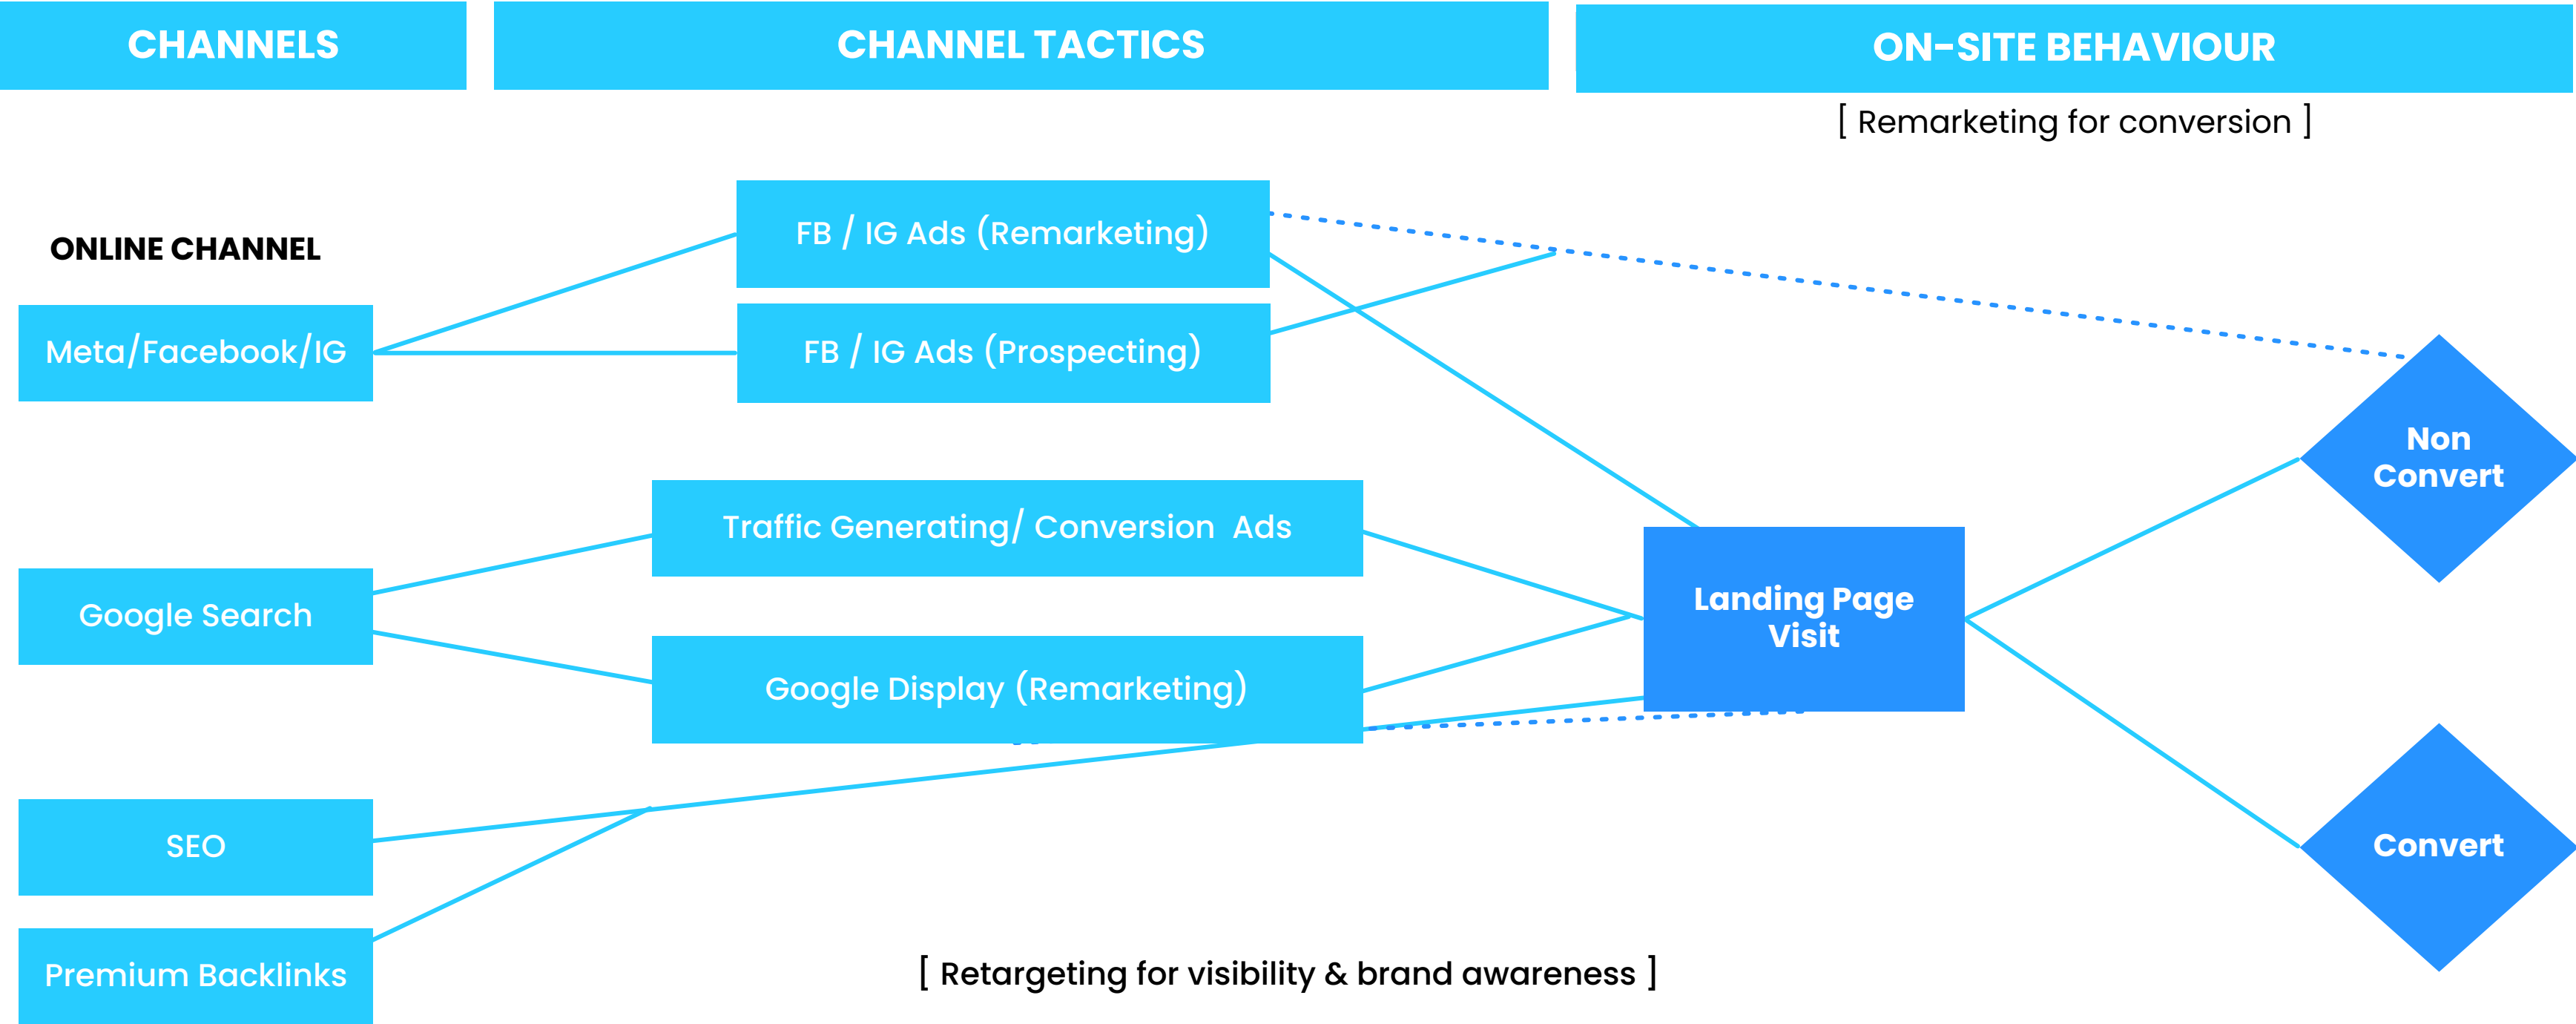 CHANNELS
CHANNEL TACTICS
ON-SITE BEHAVIOUR
[ Remarketing for conversion ]
ONLINE CHANNEL
FB / IG Ads (Remarketing)
Meta/Facebook/IG
FB / IG Ads (Prospecting)
Non
Convert
Traffic Generating/ Conversion  Ads
Google Search
Landing Page
Visit
Google Display (Remarketing)
SEO
Convert
Premium Backlinks
[ Retargeting for visibility & brand awareness ]